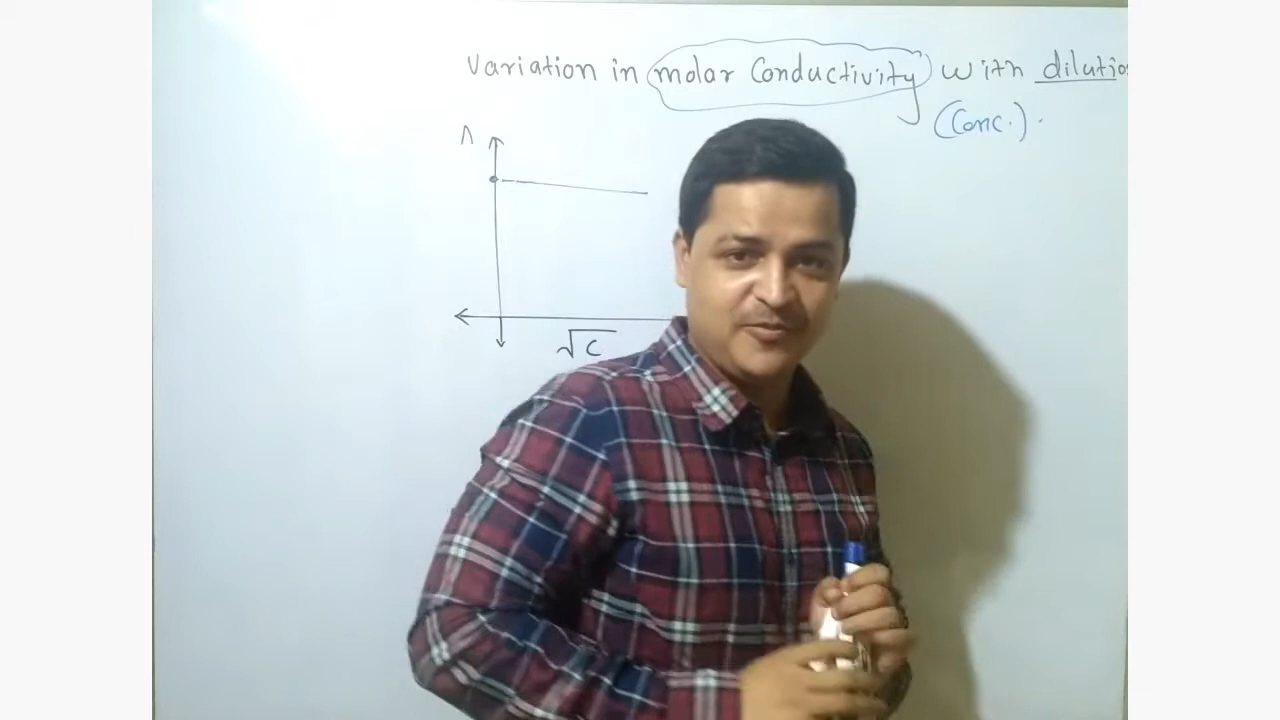 Variation in molar Conductivity with dilutio
(Conc.).
Λ
√c